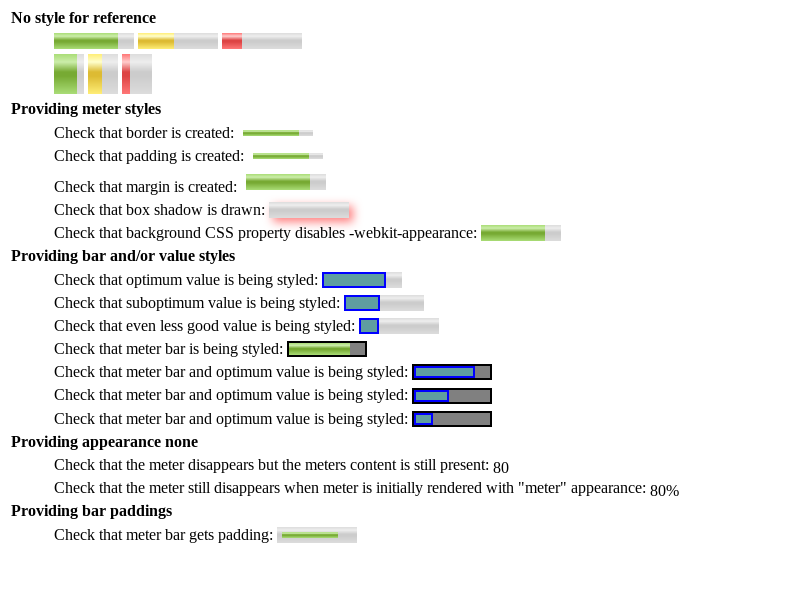 No style for reference
Providing meter styles
Check that border is created:
Check that padding is created:
Check that margin is created:
Check that box shadow is drawn:
Check that background CSS property disables -webkit-appearance:
Providing bar and/or value styles
Check that optimum value is being styled:
Check that suboptimum value is being styled:
Check that even less good value is being styled:
Check that meter bar is being styled:
Check that meter bar and optimum value is being styled:
Check that meter bar and optimum value is being styled:
Check that meter bar and optimum value is being styled:
Providing appearance none
Check that the meter disappears but the meters content is still present: 80
Check that the meter still disappears when meter is initially rendered with "meter" appearance: 80%
Providing bar paddings
Check that meter bar gets padding: